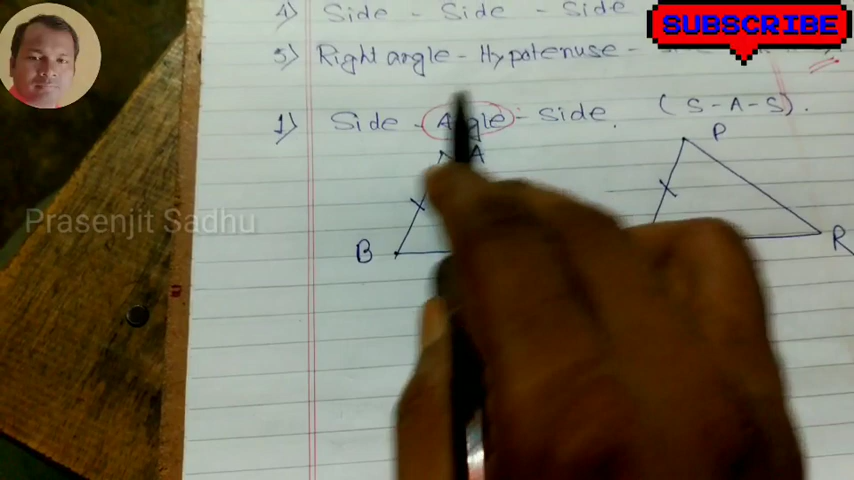 4) Side - Side - Side
SUBSCRIBE
5) Right angle - Hypotenuse -
1) Side - Angle - Side. (S-A-S).
A
P
Prasenjit Sadhu
B
R